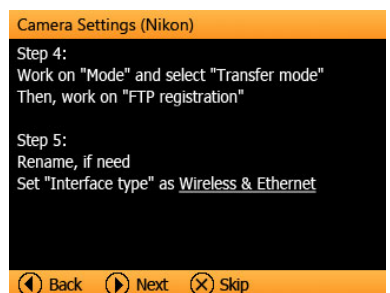 Camera Settings (Nikon)
Step 4:
Work on "Mode" and select "Transfer mode"
Then, work on "FTP registration"
Step 5:
Rename, if need
Set "Interface type" as Wireless & Ethernet
Back Next Skip